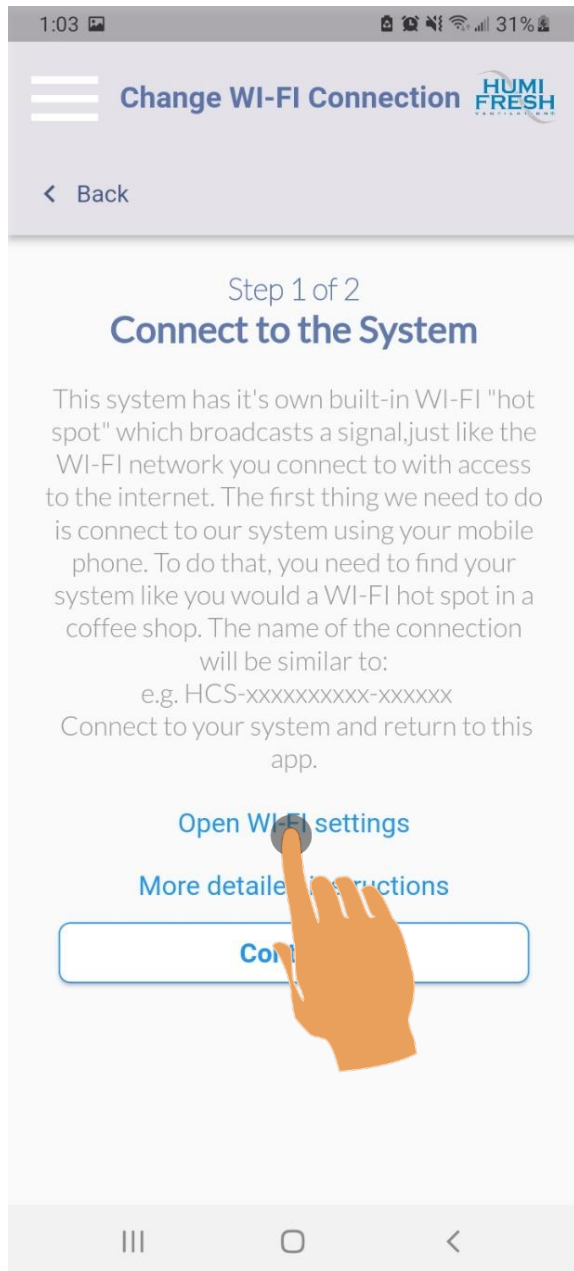 1:03 31%
Change WI-FI Connection HUMI
FRESH
VENTILATIONS
Back
Step 1 of 2
Connect to the System
This system has it's own built-in WI-FI "hot
spot" which broadcasts a signal,just like the
WI-FI network you connect to with access
to the internet. The first thing we need to do
is connect to our system using your mobile
phone. To do that, you need to find your
system like you would a WI-FI hot spot in a
coffee shop. The name of the connection
will be similar to:
e.g. HCS-xxxxxxxxxx-xxxxxx
Connect to your system and return to this
app.
Open WI-FI settings
More detailed instructions